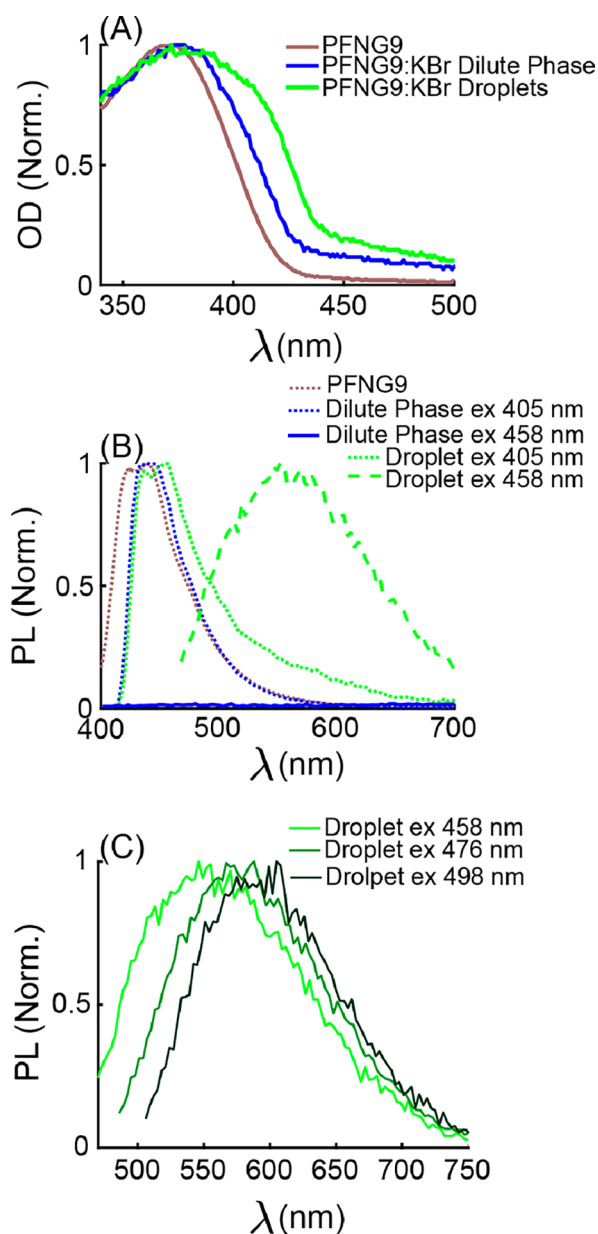 (A)
PFNG9
PFNG9:KBr Dilute Phase
PFNG9:KBr Droplets
1
0.5
0
OD (Norm.)
350 400 450 500
λ(nm)
(B)
PFNG9
Dilute Phase ex 405 nm
Dilute Phase ex 458 nm
Droplet ex 405 nm
Droplet ex 458 nm
1
0.5
0
PL (Norm.)
400 500 600 700
λ(nm)
(C)
Droplet ex 458 nm
Droplet ex 476 nm
Drolpet ex 498 nm
1
0.5
0
PL (Norm.)
500 550 600 650 700 750
λ(nm)